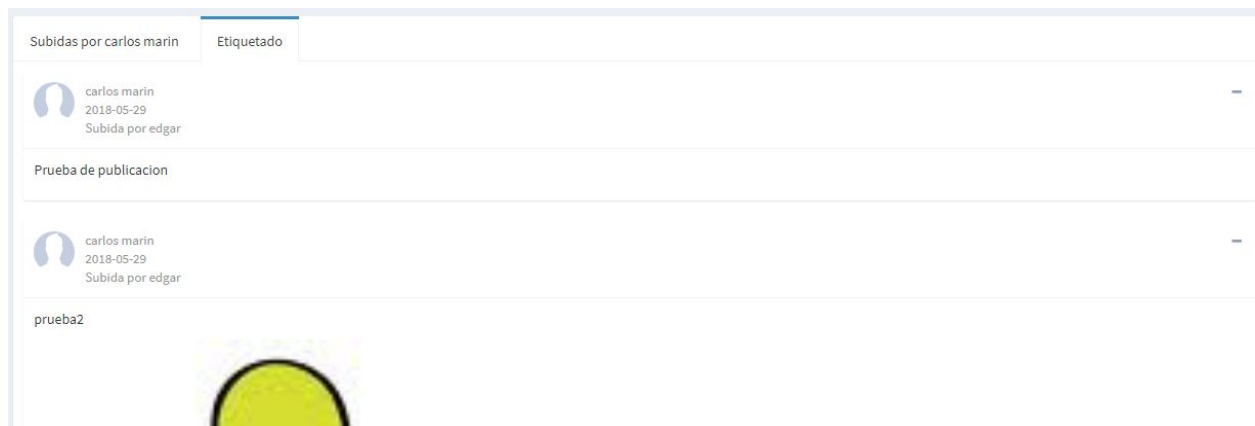 Subidas por carlos marin
Etiquetado
carlos marin
2018-05-29
Subida por edgar
Prueba de publicacion
carlos marin
2018-05-29
Subida por edgar
prueba2